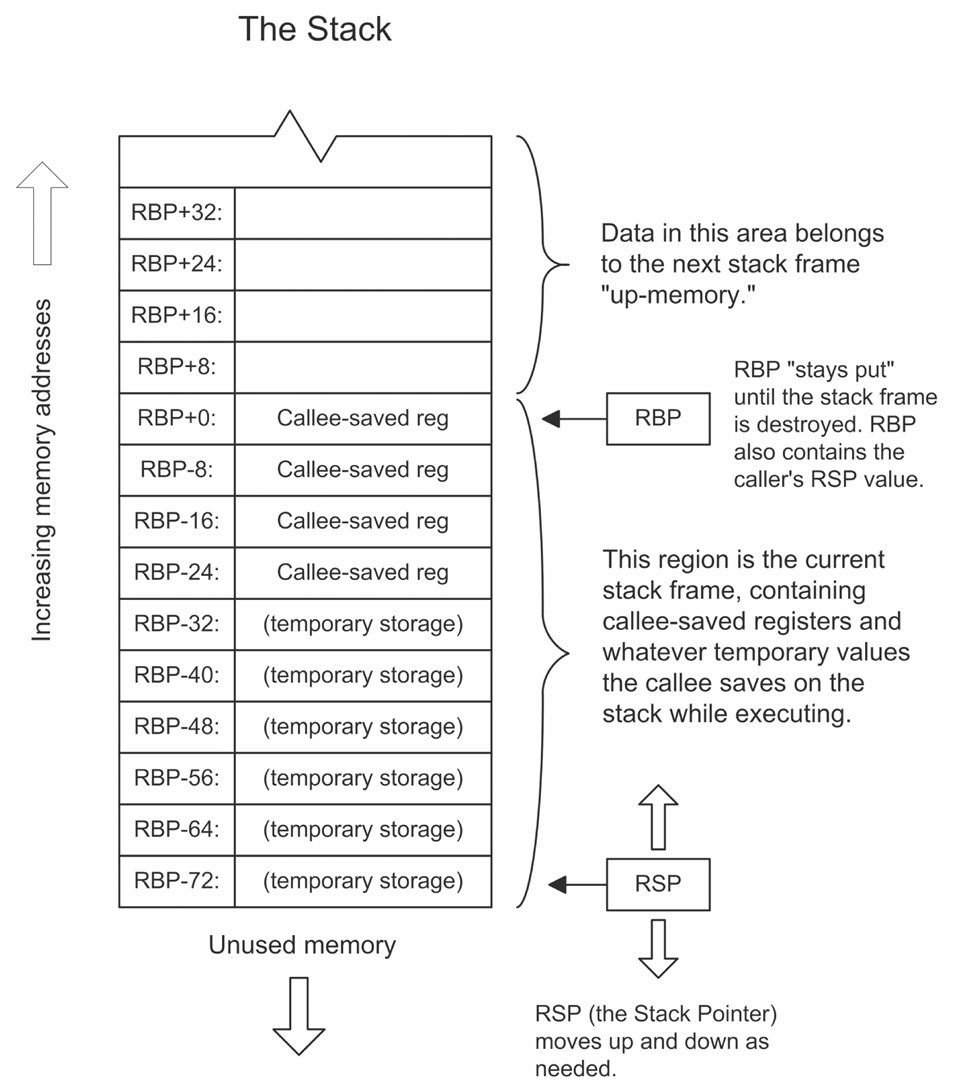 The Stack
Increasing memory addresses
RBP+32:
RBP+24:
RBP+16:
RBP+8:
RBP+0: Callee-saved reg
RBP-8: Callee-saved reg
RBP-16: Callee-saved reg
RBP-24: Callee-saved reg
RBP-32: (temporary storage)
RBP-40: (temporary storage)
RBP-48: (temporary storage)
RBP-56: (temporary storage)
RBP-64: (temporary storage)
RBP-72: (temporary storage)
Unused memory
Data in this area belongs
to the next stack frame
"up-memory."
RBP
RBP "stays put"
until the stack frame
is destroyed. RBP
also contains the
caller's RSP value.
This region is the current
stack frame, containing
callee-saved registers and
whatever temporary values
the callee saves on the
stack while executing.
RSP
RSP (the Stack Pointer)
moves up and down as
needed.